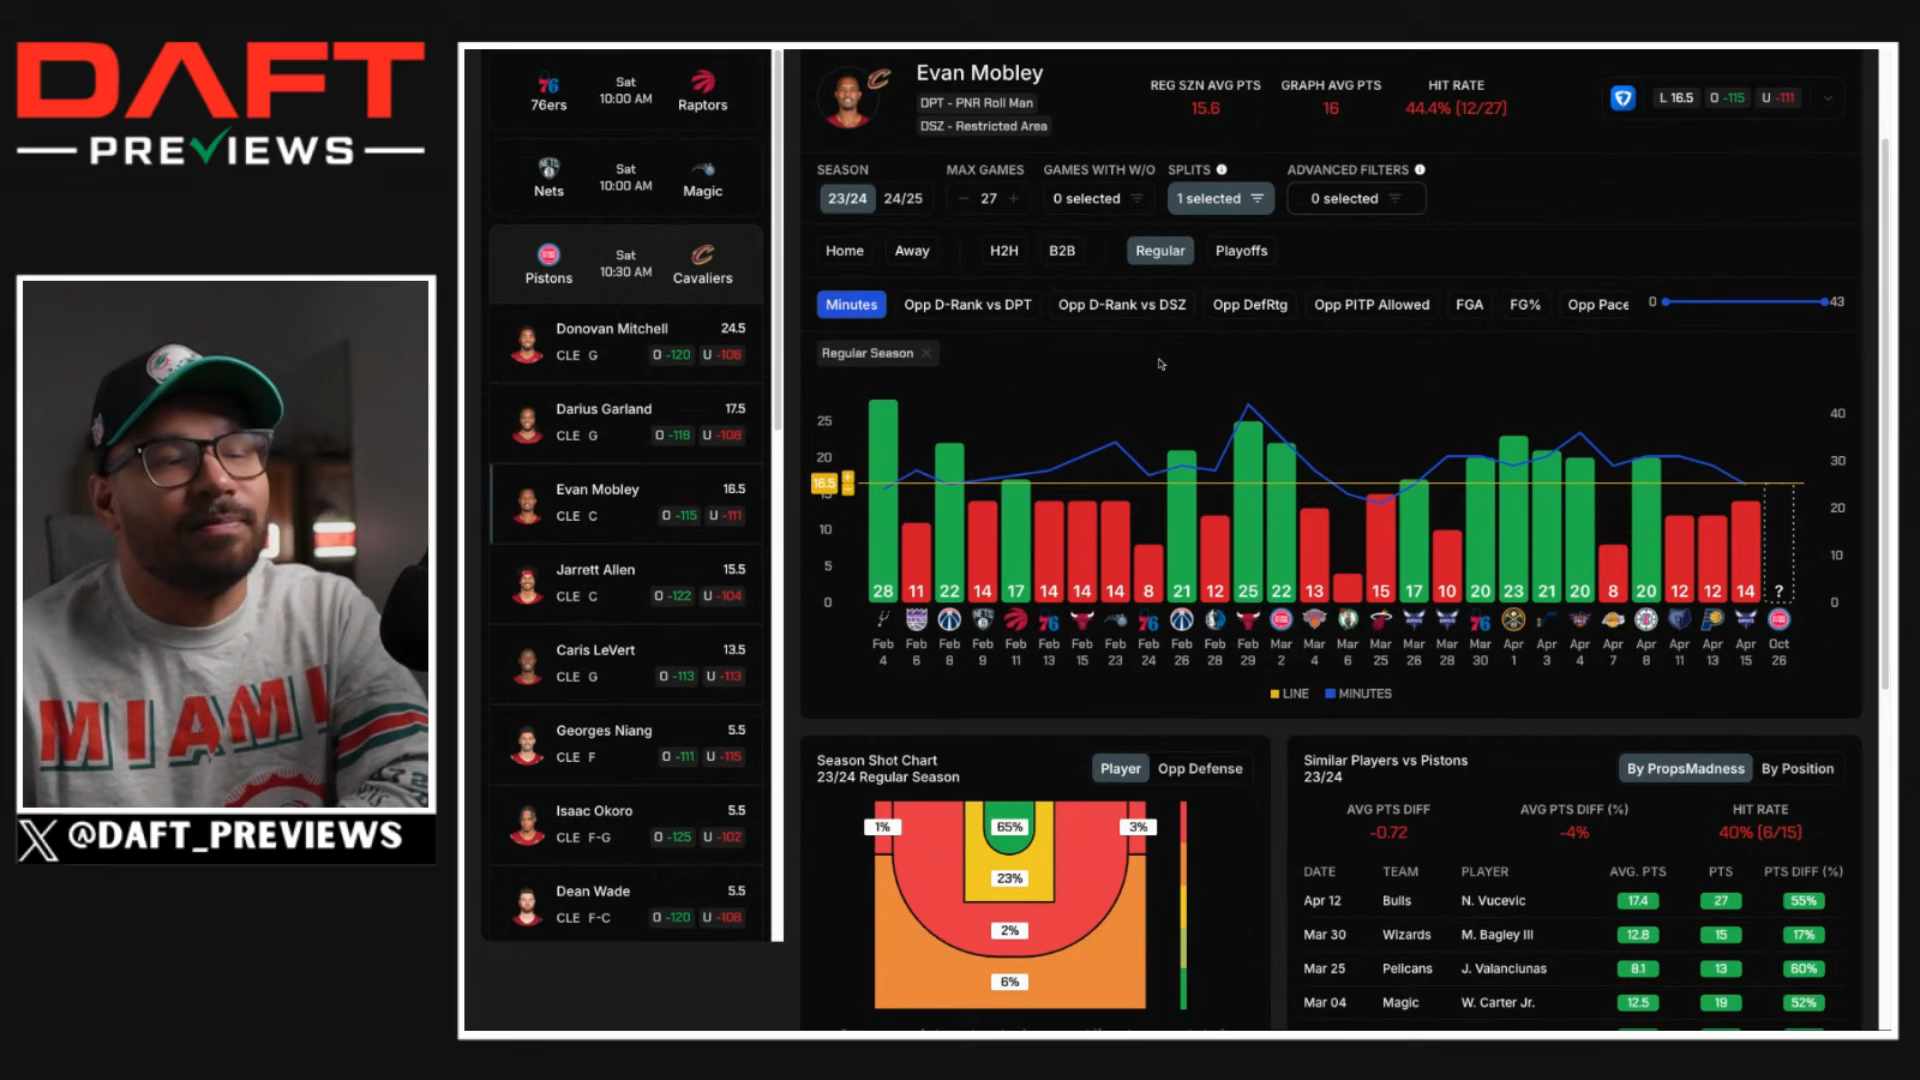 DAFT
PREVIEWS
MIAMI
@DAFT_PREVIEWS
76ers
Sat
10:00 AM
Raptors
Nets
Sat
10:00 AM
Magic
Pistons
Sat
10:30 AM
Cavaliers
Donovan Mitchell 24.5
CLE G O -120 U -106
Darius Garland 17.5
CLE G O -118 U -108
Evan Mobley 16.5
CLE C O -115 U -111
Jarrett Allen 15.5
CLE C O -122 U -104
Caris LeVert 13.5
CLE G O -113 U -113
Georges Niang 5.5
CLE F O -111 U -115
Isaac Okoro 5.5
CLE F-G O -125 U -102
Dean Wade 5.5
CLE F-C O -120 U -108
Evan Mobley
DPT - PNR Roll Man
DSZ - Restricted Area
REG SZN AVG PTS GRAPH AVG PTS HIT RATE
15.6 16 44.4% (12/27)
L 16.5 O -115 U -111
SEASON MAX GAMES GAMES WITH W/O SPLITS ADVANCED FILTERS
23/24 24/25 − 27 + 0 selected 1 selected 0 selected
Home Away H2H B2B Regular Playoffs
Minutes Opp D-Rank vs DPT Opp D-Rank vs DSZ Opp DefRtg Opp PITP Allowed FGA FG% Opp Pace 0 43
Regular Season
25
20
16.5
10
5
0
40
30
20
10
0
28 11 22 14 17 14 14 14 8 21 12 25 22 13 15 17 10 20 23 21 20 8 20 12 12 14 ?
Feb Feb Feb Feb Feb Feb Feb Feb Feb Feb Feb Feb Mar Mar Mar Mar Mar Mar Mar Apr Apr Apr Apr Apr Apr Apr Apr Oct
4 6 8 9 11 13 15 23 24 26 28 29 2 4 6 25 26 28 30 1 3 4 7 8 11 13 15 26
LINE MINUTES
Season Shot Chart
23/24 Regular Season
Player Opp Defense
1% 65% 3%
23%
2%
6%
Similar Players vs Pistons
23/24
By PropsMadness By Position
AVG PTS DIFF AVG PTS DIFF (%) HIT RATE
-0.72 -4% 40% (6/15)
DATE TEAM PLAYER AVG. PTS PTS PTS DIFF (%)
Apr 12 Bulls N. Vucevic 17.4 27 55%
Mar 30 Wizards M. Bagley III 12.8 15 17%
Mar 25 Pelicans J. Valanciunas 8.1 13 60%
Mar 04 Magic W. Carter Jr. 12.5 19 52%